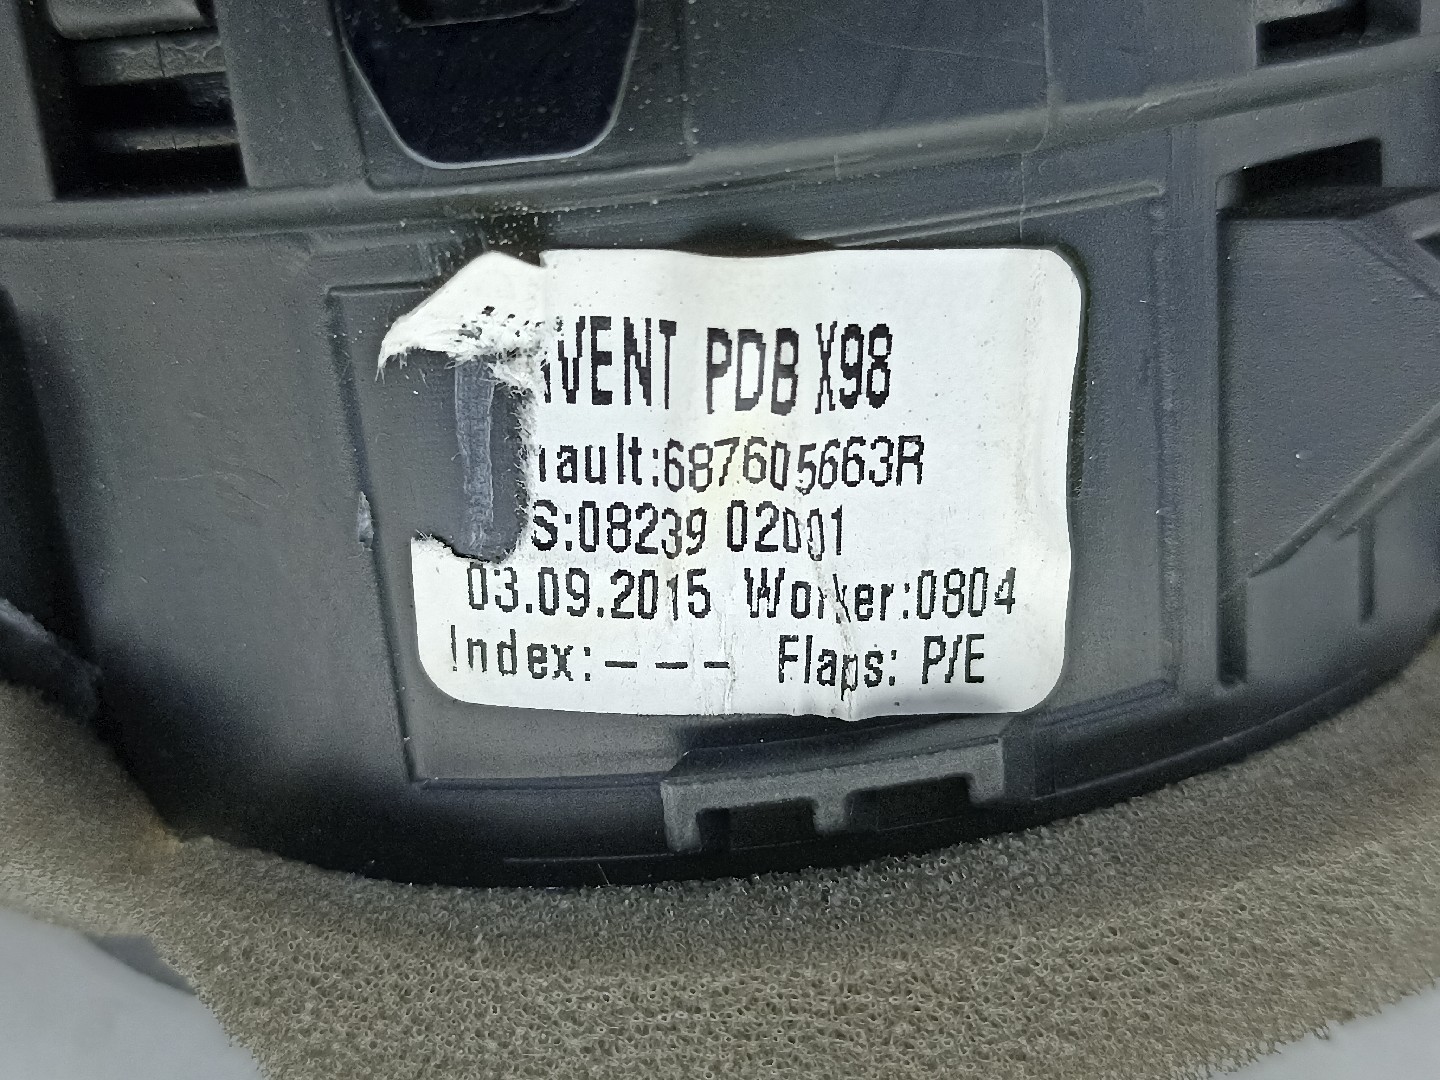 VENT PDB X98
ault:687605663R
S:08239 02001
03.09.2015 Worker:0804
Index:--- Flaps: P/E